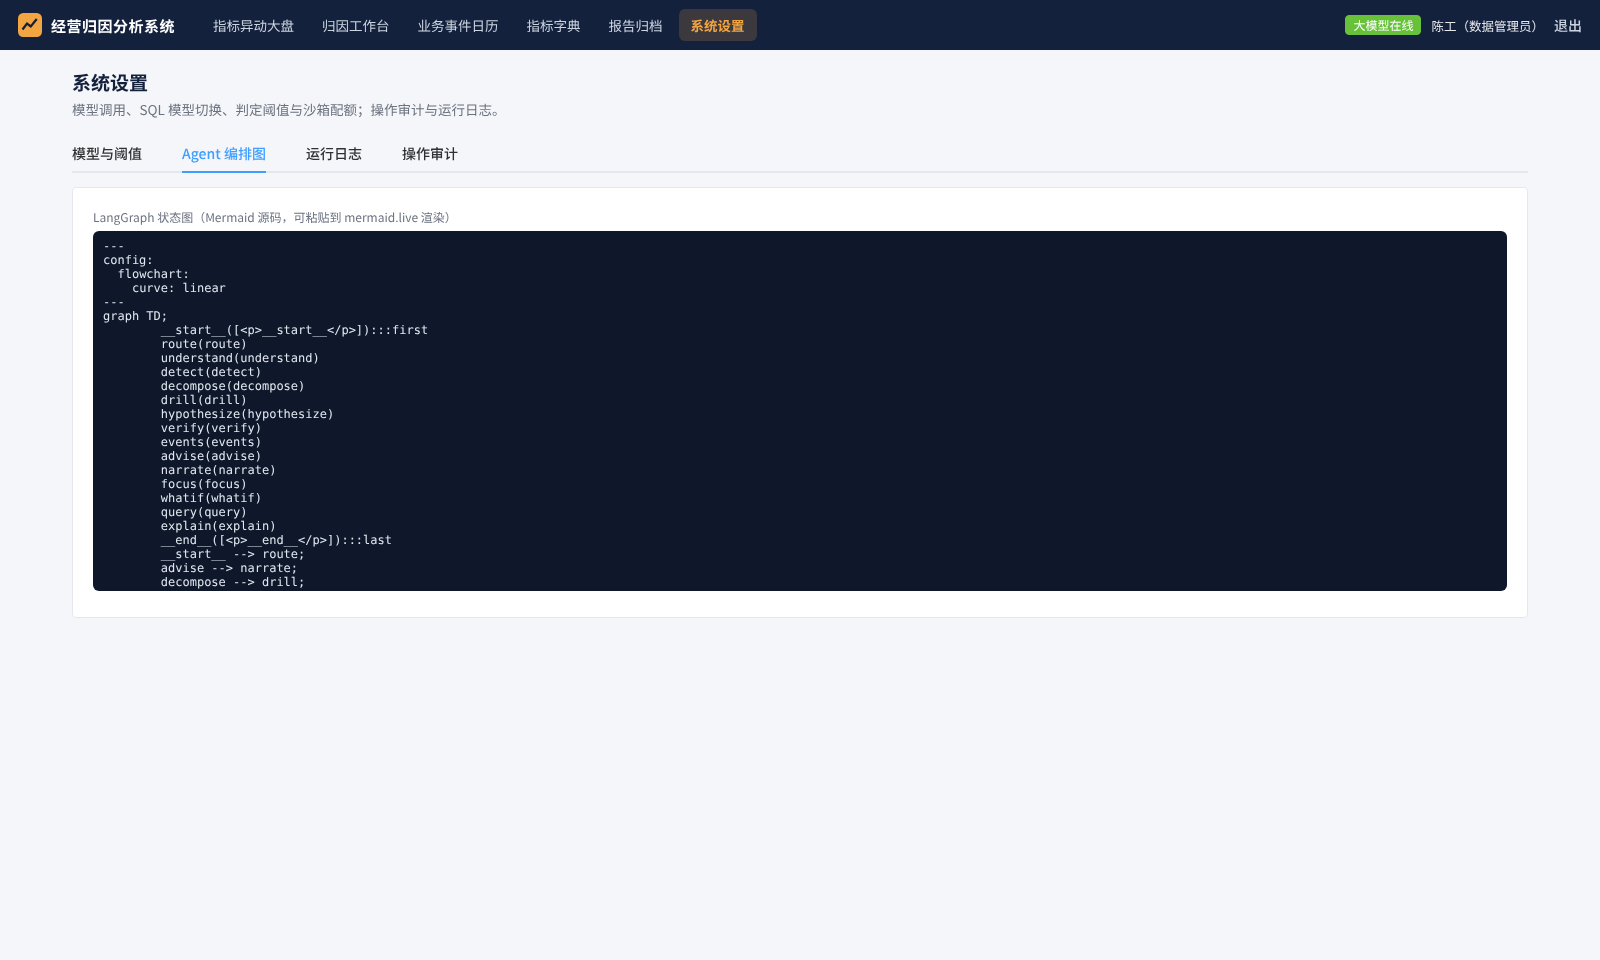 经营归因分析系统
指标异动大盘
归因工作台
业务事件日历
指标字典
报告归档
系统设置
大模型在线
陈工（数据管理员）
退出
系统设置
模型调用、SQL 模型切换、判定阈值与沙箱配额；操作审计与运行日志。
模型与阈值
Agent 编排图
运行日志
操作审计
LangGraph 状态图（Mermaid 源码，可粘贴到 mermaid.live 渲染）
---
config:
  flowchart:
    curve: linear
---
graph TD;
        __start__([<p>__start__</p>]):::first
        route(route)
        understand(understand)
        detect(detect)
        decompose(decompose)
        drill(drill)
        hypothesize(hypothesize)
        verify(verify)
        events(events)
        advise(advise)
        narrate(narrate)
        focus(focus)
        whatif(whatif)
        query(query)
        explain(explain)
        __end__([<p>__end__</p>]):::last
        __start__ --> route;
        advise --> narrate;
        decompose --> drill;